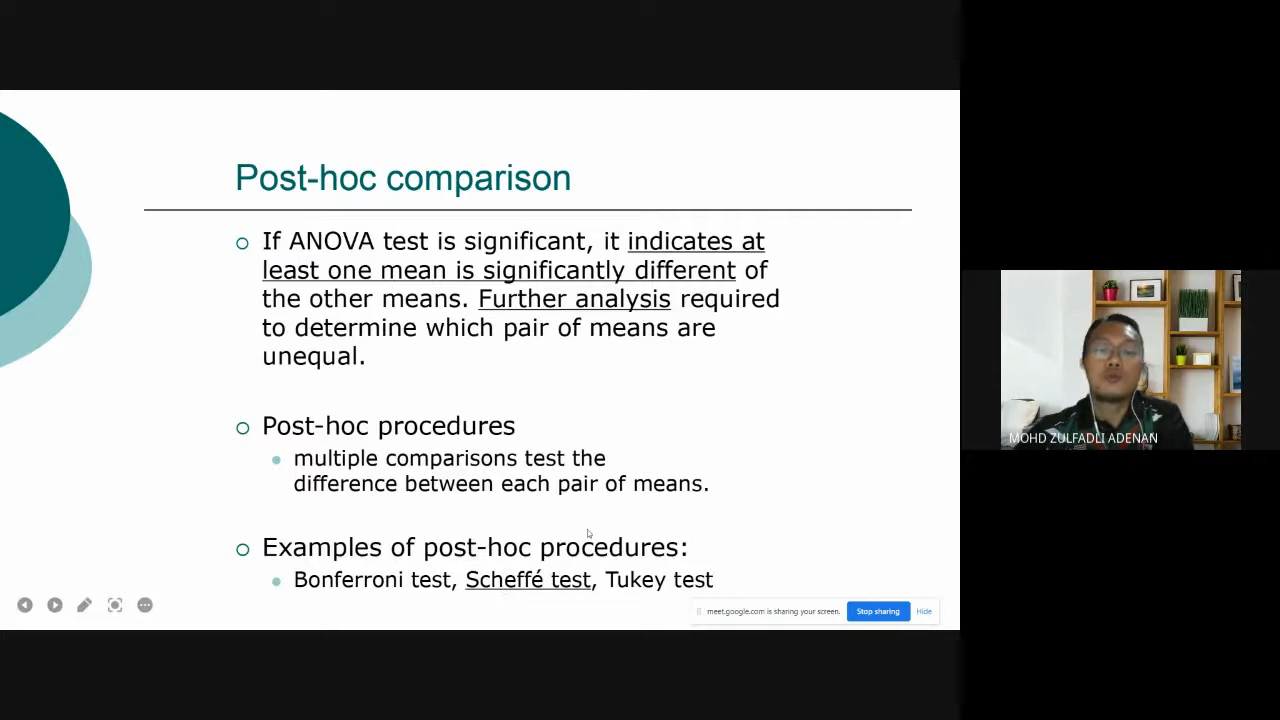 Post-hoc comparison
If ANOVA test is significant, it indicates at
least one mean is significantly different of
the other means. Further analysis required
to determine which pair of means are
unequal.
Post-hoc procedures
multiple comparisons test the
difference between each pair of means.
Examples of post-hoc procedures:
Bonferroni test, Scheffé test, Tukey test
meet.google.com is sharing your screen.
Stop sharing
Hide
MOHD ZULFADLI ADENAN